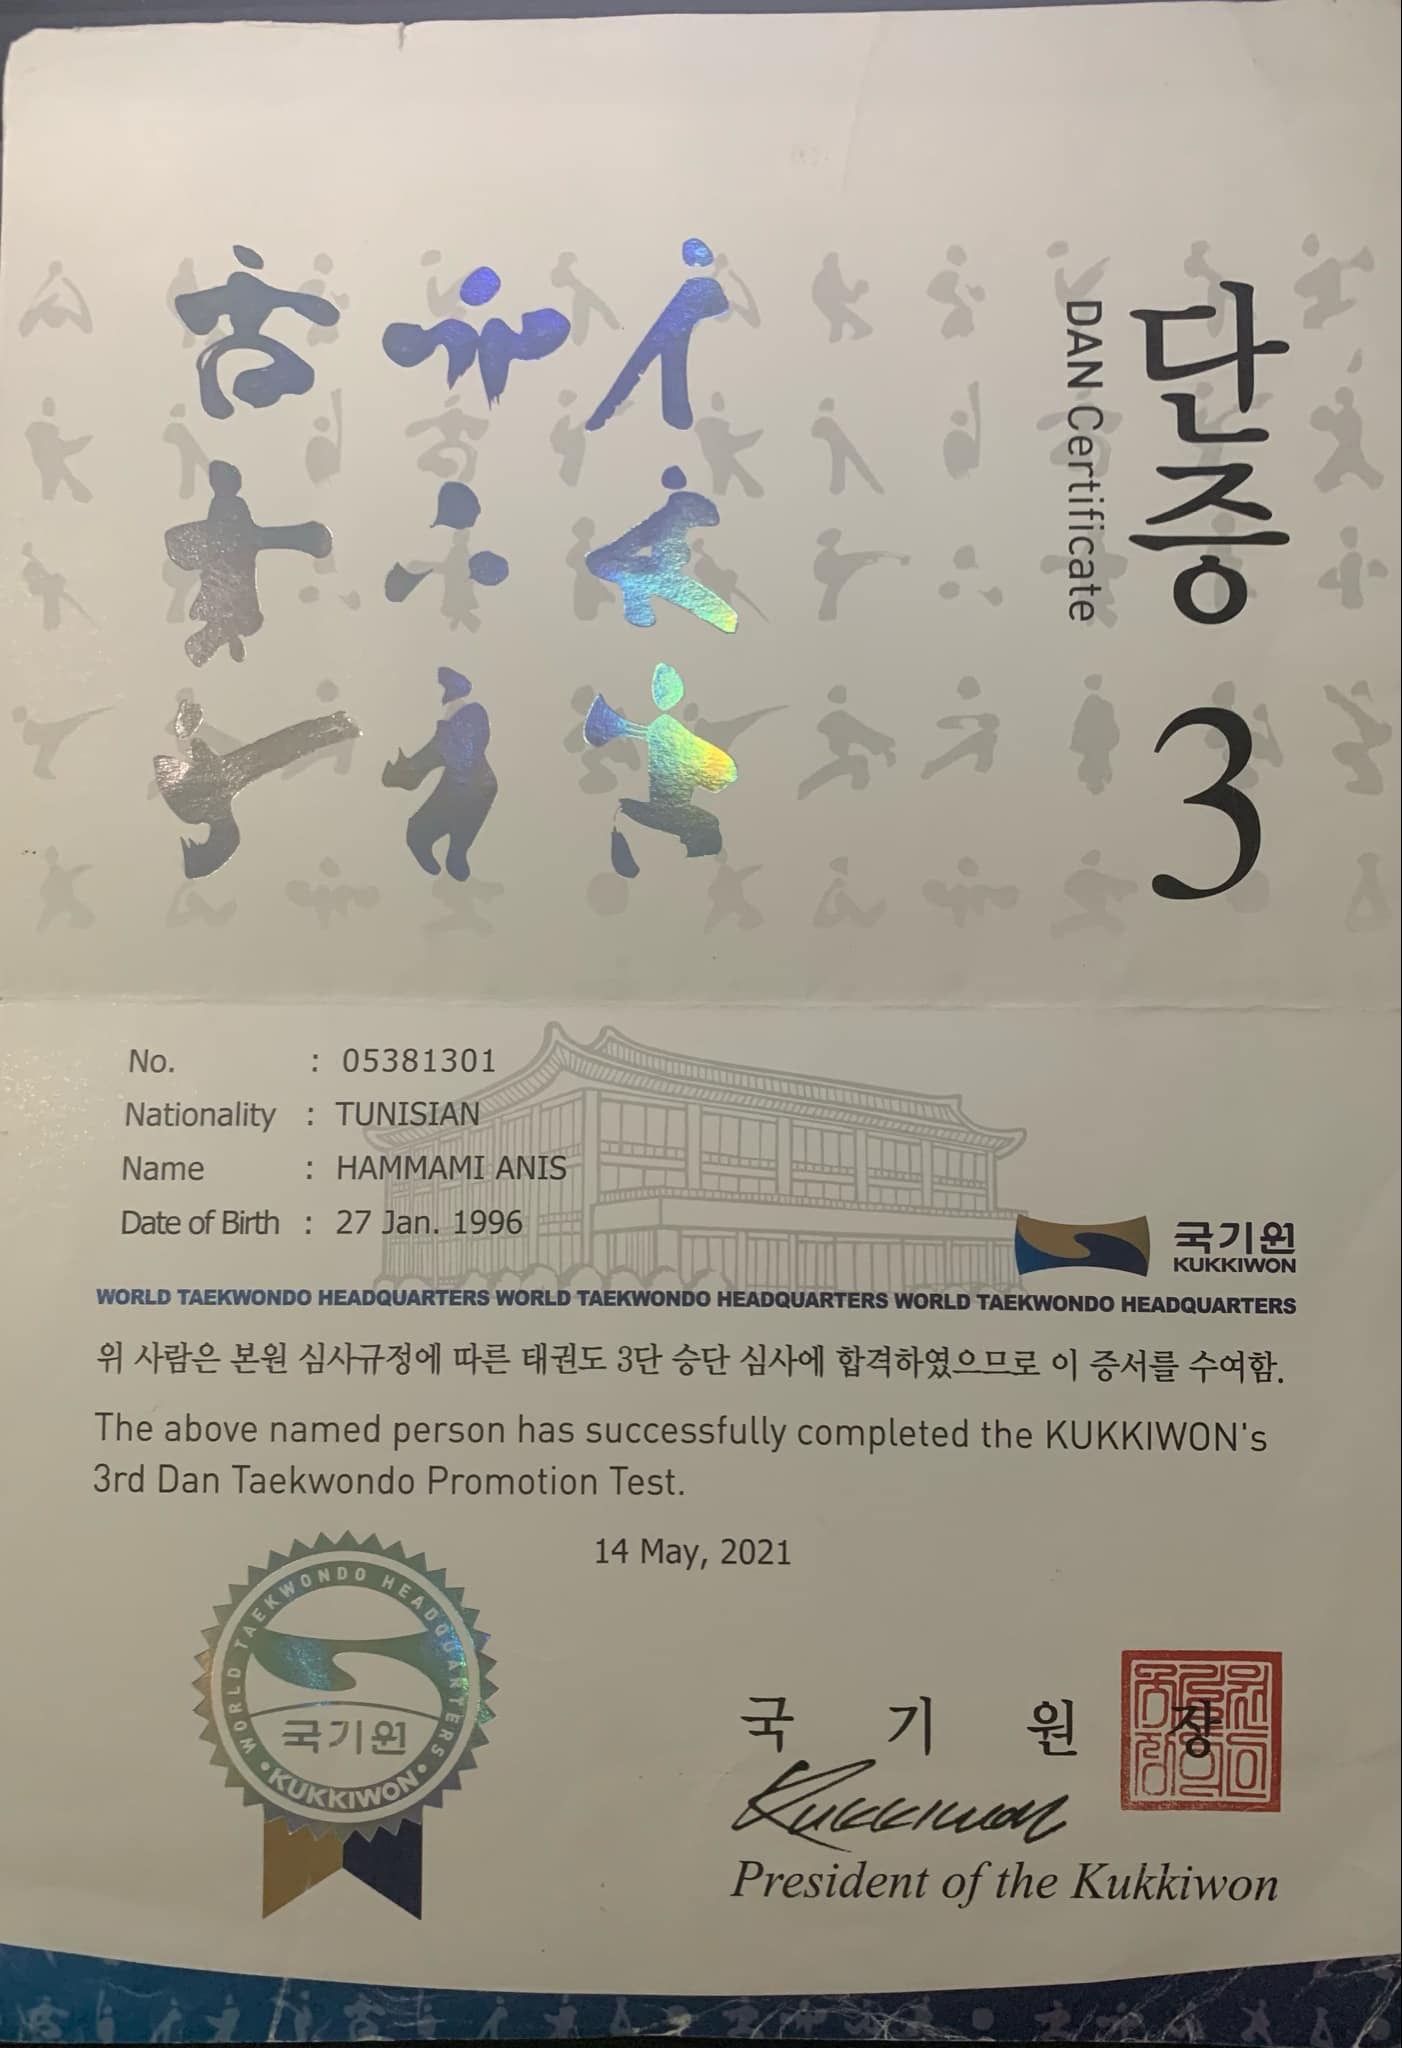 단증 3
DAN Certificate
No. : 05381301
Nationality : TUNISIAN
Name : HAMMAMI ANIS
Date of Birth : 27 Jan. 1996
국기원
KUKKIWON
WORLD TAEKWONDO HEADQUARTERS WORLD TAEKWONDO HEADQUARTERS WORLD TAEKWONDO HEADQUARTERS
위 사람은 본원 심사규정에 따른 태권도 3단 승단 심사에 합격하였으므로 이 증서를 수여함.
The above named person has successfully completed the KUKKIWON's
3rd Dan Taekwondo Promotion Test.
14 May, 2021
WORLD TAEKWONDO HEADQUARTERS
국기원
KUKKIWON
국 기 원 장
Kukkiwon
President of the Kukkiwon